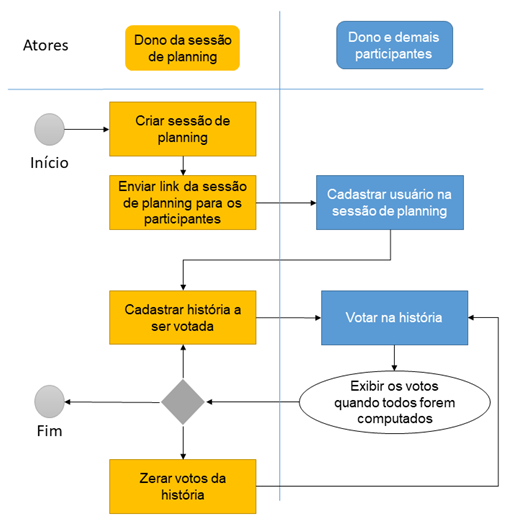 Atores
Dono da sessão
de planning
Dono e demais
participantes
Criar sessão de
planning
Início
Enviar link da sessão
de planning para os
participantes
Cadastrar usuário na
sessão de planning
Cadastrar história a
ser votada
Votar na história
Exibir os votos
quando todos forem
computados
Fim
Zerar votos da
história